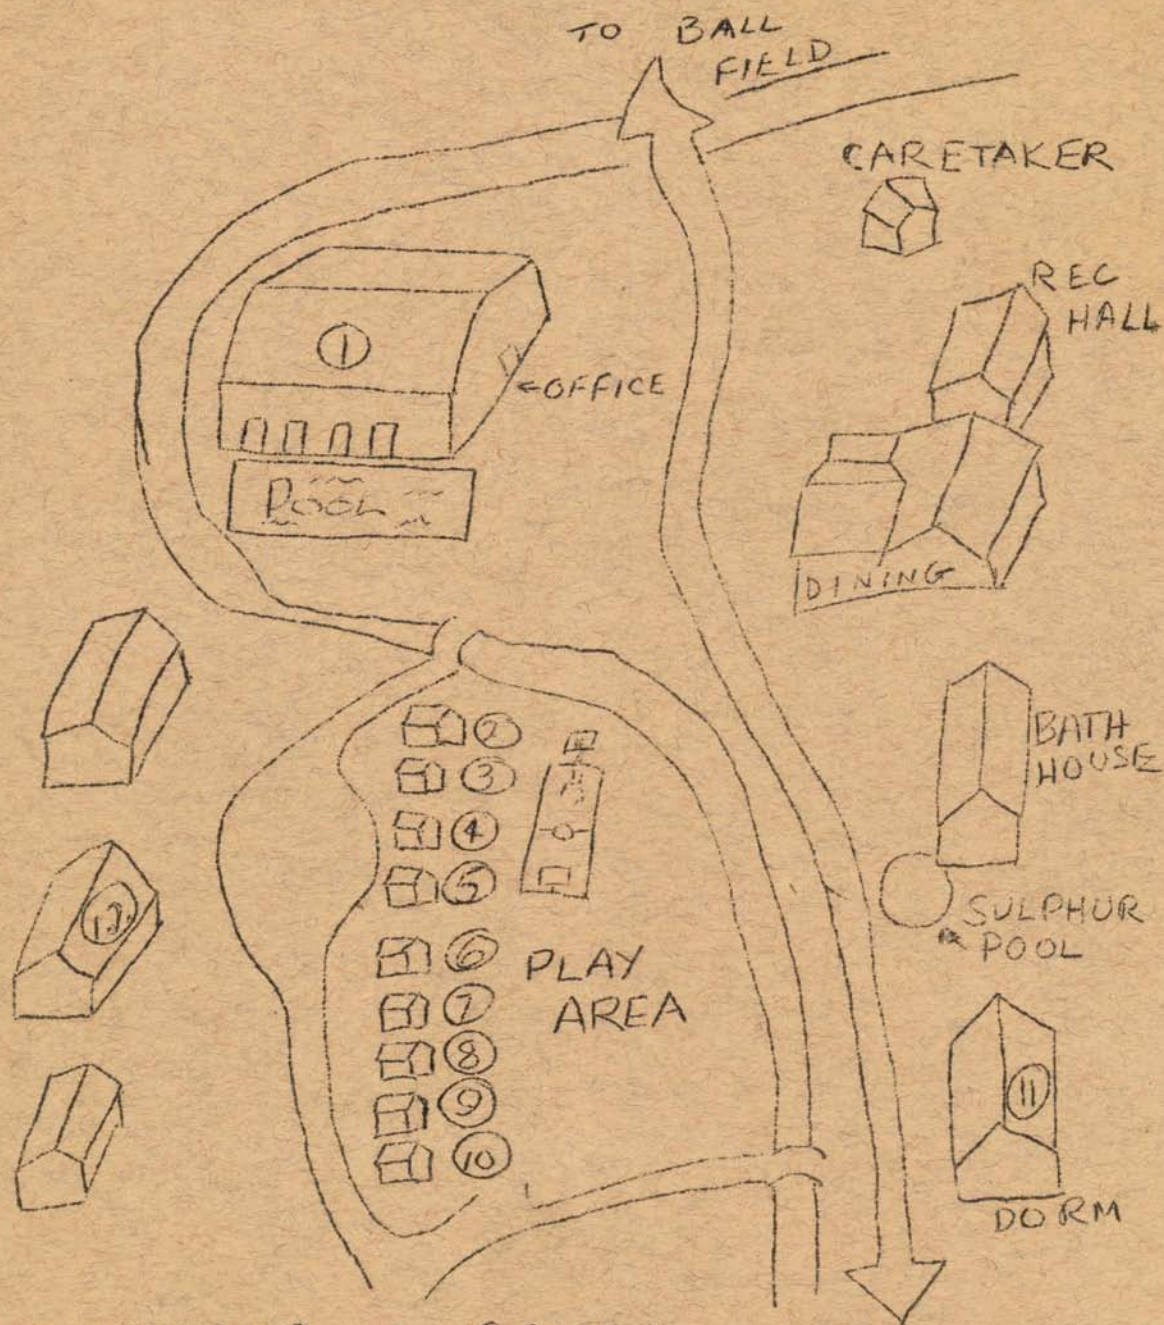 TO BALL
FIELD
CARETAKER
REC
HALL
1
←OFFICE
POOL
DINING
2
3
4
5
BATH
HOUSE
12
SULPHUR
POOL
6
7
8
9
10
PLAY
AREA
11
DORM